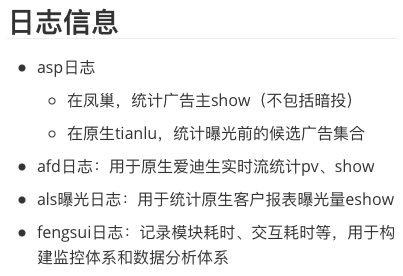 日志信息
asp日志
在凤巢，统计广告主show（不包括暗投）
在原生tianlu，统计曝光前的候选广告集合
afd日志：用于原生爱迪生实时流统计pv、show
als曝光日志：用于统计原生客户报表曝光量eshow
fengsui日志：记录模块耗时、交互耗时等，用于构
建监控体系和数据分析体系